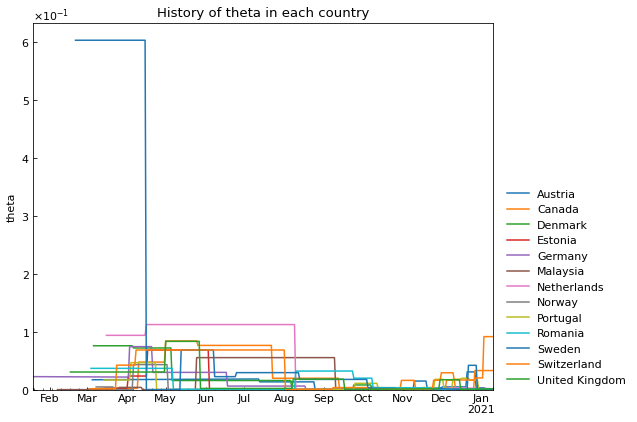 History of theta in each country
×10⁻¹
6
5
4
3
2
1
0
theta
Feb Mar Apr May Jun Jul Aug Sep Oct Nov Dec Jan
2021
Austria
Canada
Denmark
Estonia
Germany
Malaysia
Netherlands
Norway
Portugal
Romania
Sweden
Switzerland
United Kingdom